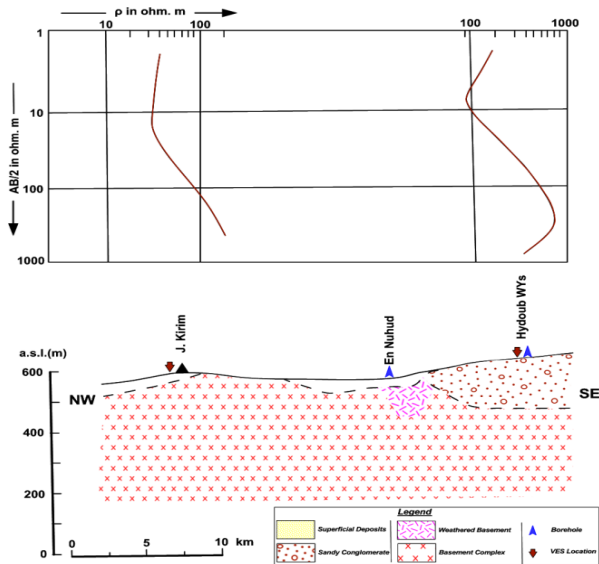 ρ in ohm. m
10 100 100 1000
1
10
100
1000
AB/2 in ohm. m
a.s.l.(m)
J. Kirim
En Nuhud
Hydoub WYs
600
400
200
0
NW
SE
0 5 10 km
Legend
Superficial Deposits
Weathered Basement
Borehole
Sandy Conglomerate
Basement Complex
VES Location